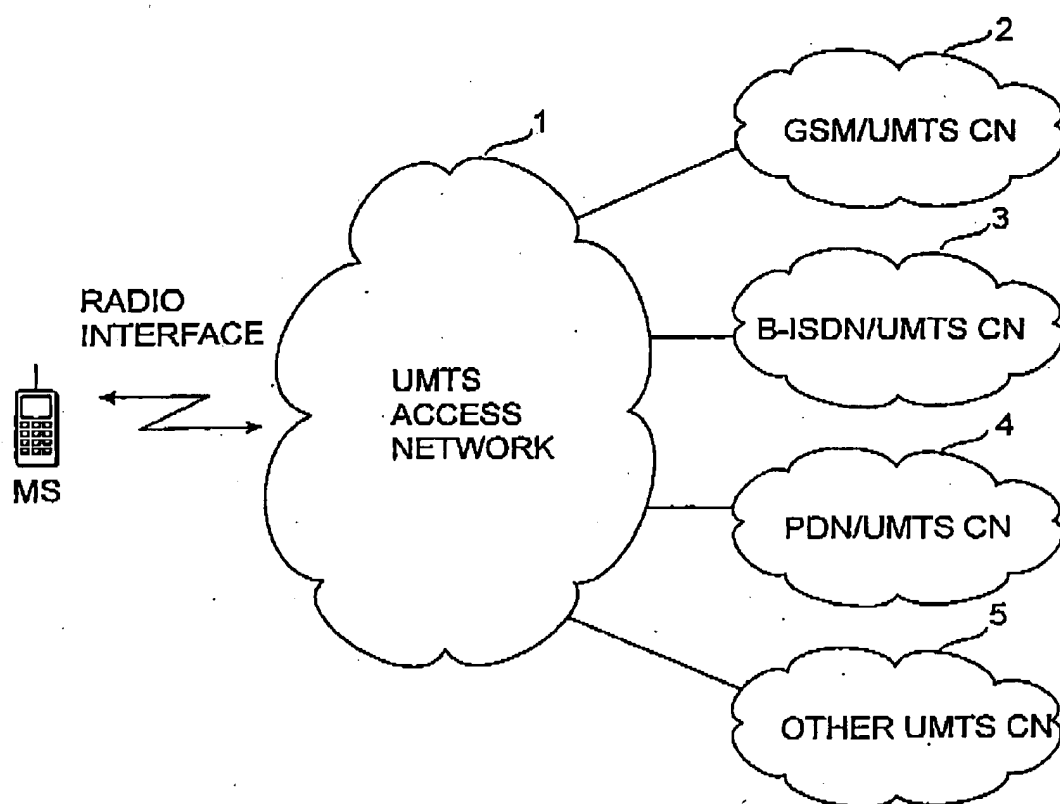 2
GSM/UMTS CN
1
3
B-ISDN/UMTS CN
RADIO
INTERFACE
UMTS
ACCESS
NETWORK
MS
4
PDN/UMTS CN
5
OTHER UMTS CN